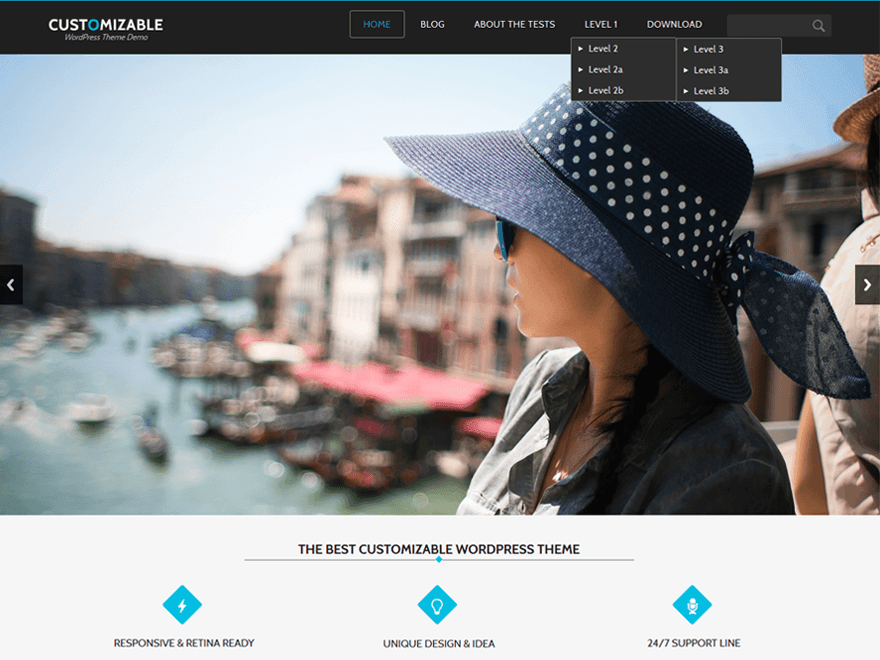 CUSTOMIZABLE
WordPress Theme Demo
HOME BLOG ABOUT THE TESTS LEVEL 1 DOWNLOAD
Level 2 Level 3
Level 2a Level 3a
Level 2b Level 3b
THE BEST CUSTOMIZABLE WORDPRESS THEME
RESPONSIVE & RETINA READY UNIQUE DESIGN & IDEA 24/7 SUPPORT LINE